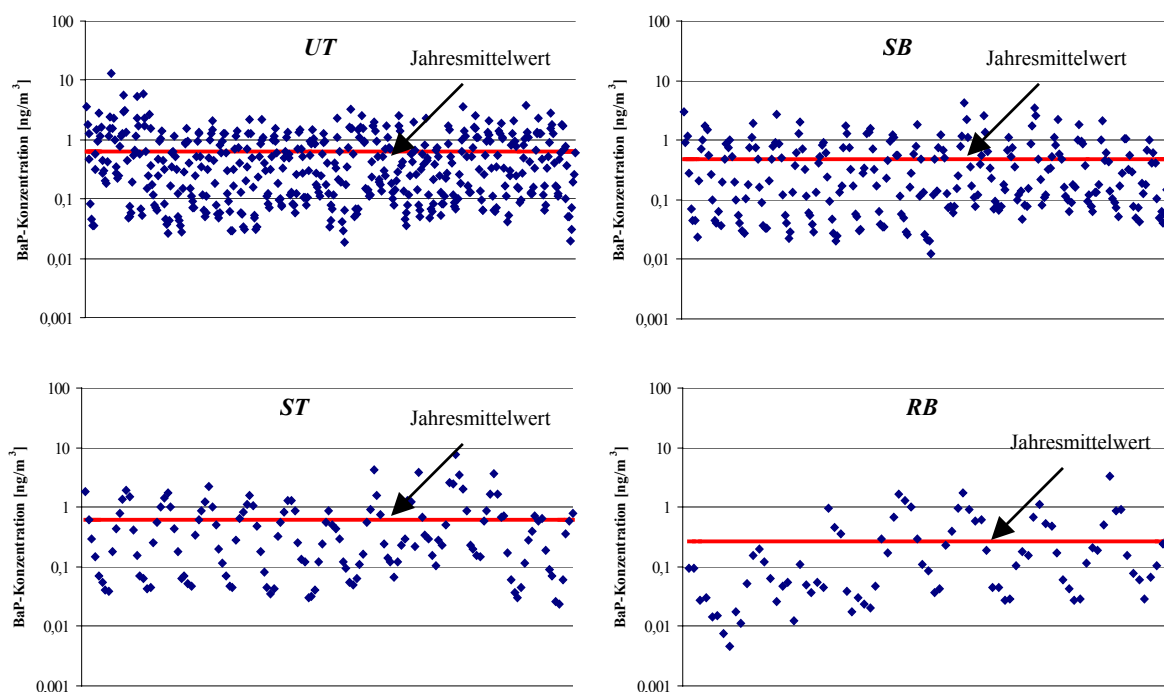 UT
Jahresmittelwert
BaP-Konzentration [ng/m³]
100
10
1
0,1
0,01
0,001
SB
Jahresmittelwert
BaP-Konzentration [ng/m³]
100
10
1
0,1
0,01
0,001
ST
Jahresmittelwert
BaP-Konzentration [ng/m³]
100
10
1
0,1
0,01
0.001
RB
Jahresmittelwert
BaP-Konzentration [ng/m³]
100
10
1
0,1
0,01
0.001